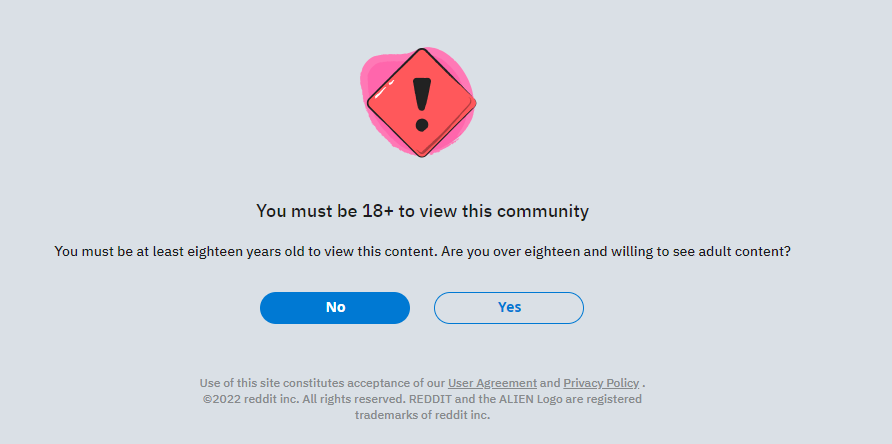 You must be 18+ to view this community
You must be at least eighteen years old to view this content. Are you over eighteen and willing to see adult content?
No
Yes
Use of this site constitutes acceptance of our User Agreement and Privacy Policy .
©2022 reddit inc. All rights reserved. REDDIT and the ALIEN Logo are registered
trademarks of reddit inc.